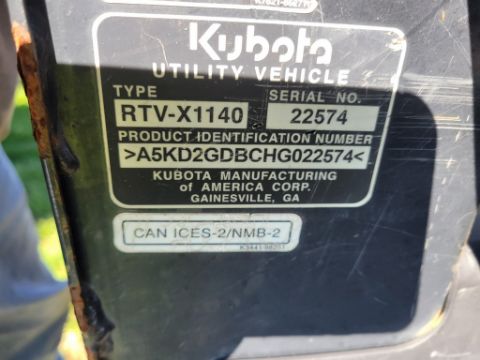 Kubota
UTILITY VEHICLE
TYPE SERIAL NO.
RTV-X1140 22574
PRODUCT IDENTIFICATION NUMBER
>A5KD2GDBCHG022574<
KUBOTA MANUFACTURING
of AMERICA CORP.
GAINESVILLE, GA
CAN ICES-2/NMB-2